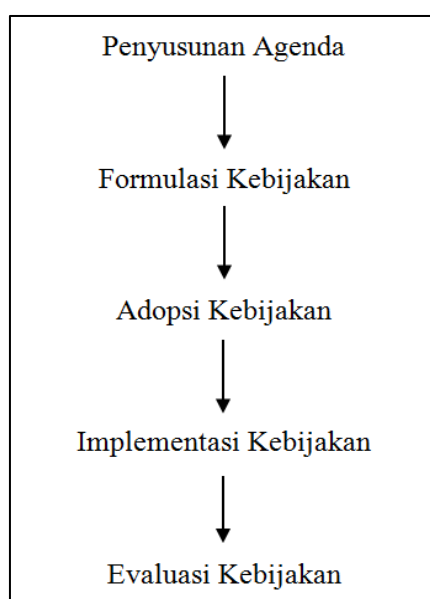 Penyusunan Agenda
Formulasi Kebijakan
Adopsi Kebijakan
Implementasi Kebijakan
Evaluasi Kebijakan